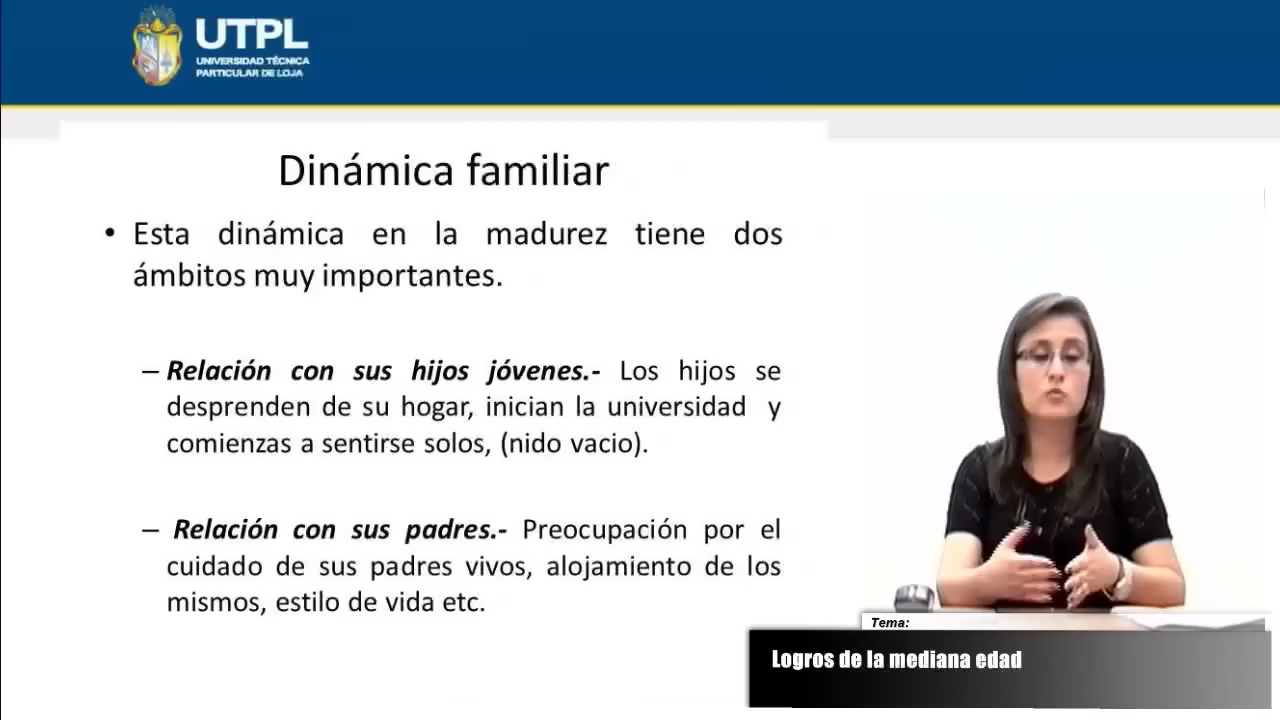 UTPL
UNIVERSIDAD TÉCNICA
PARTICULAR DE LOJA
Dinámica familiar
• Esta dinámica en la madurez tiene dos
ámbitos muy importantes.
– Relación con sus hijos jóvenes.- Los hijos se
desprenden de su hogar, inician la universidad y
comienzas a sentirse solos, (nido vacio).
– Relación con sus padres.- Preocupación por el
cuidado de sus padres vivos, alojamiento de los
mismos, estilo de vida etc.
Tema:
Logros de la mediana edad